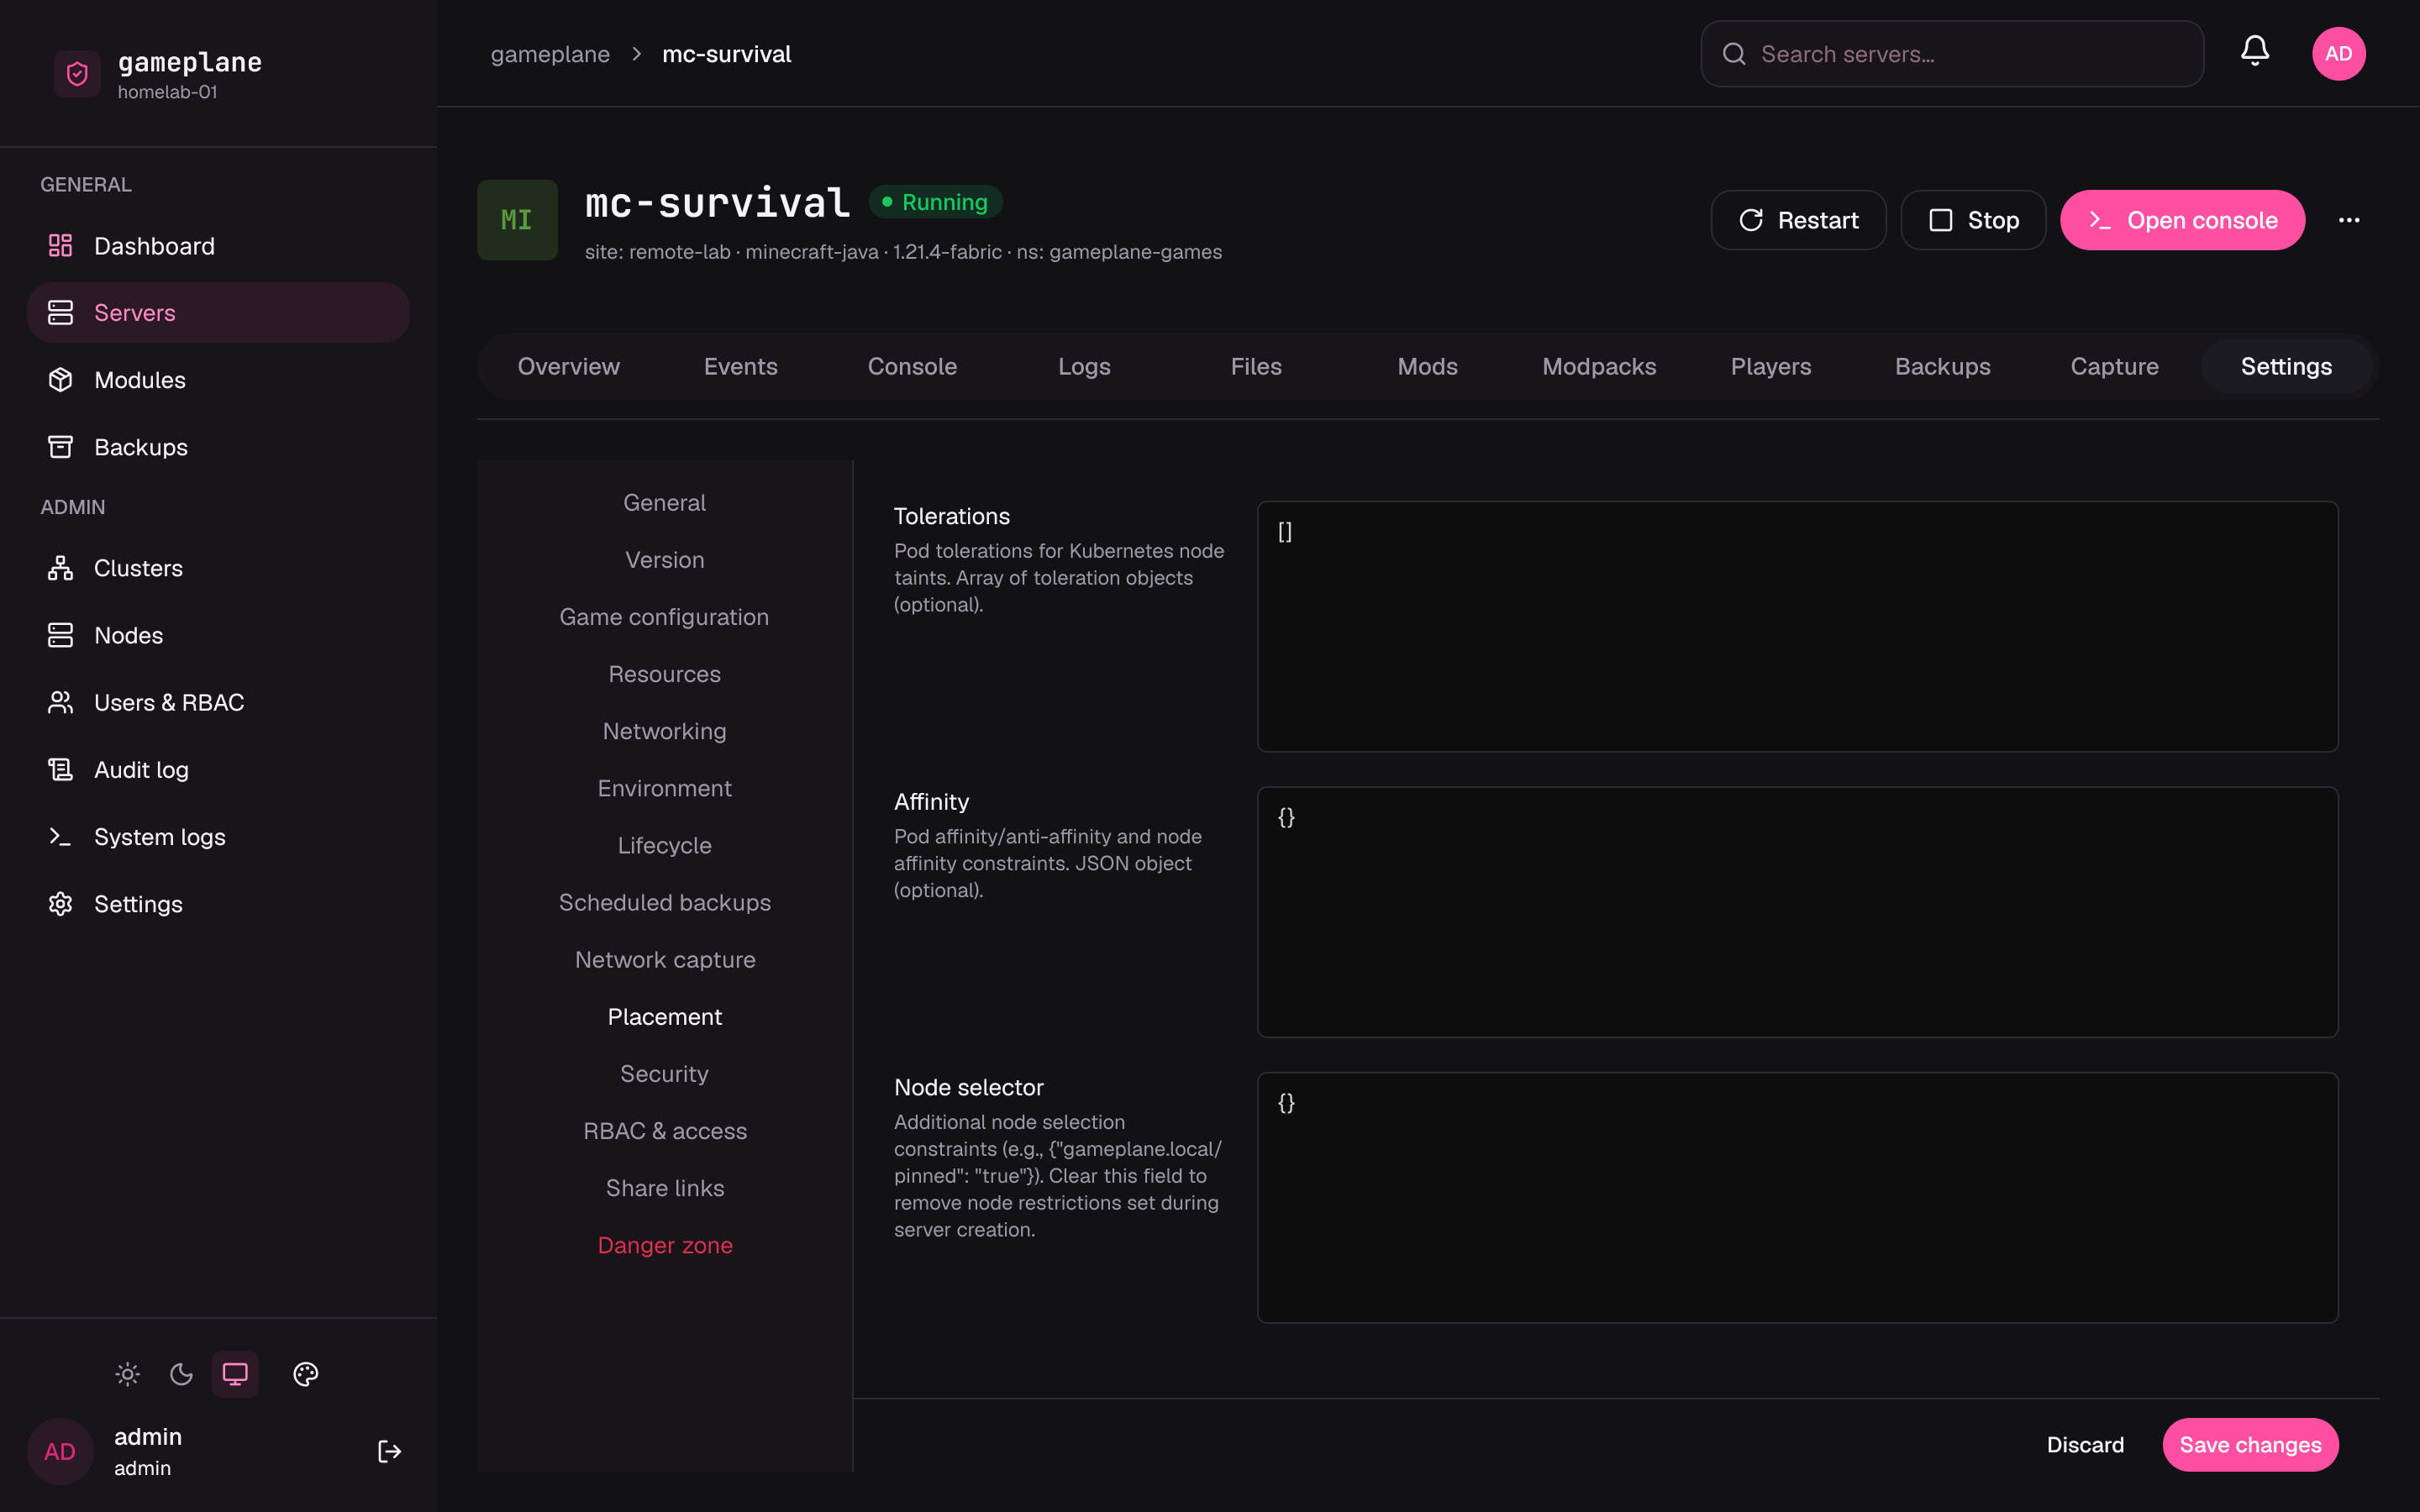 gameplane
homelab-01
GENERAL
Dashboard
Servers
Modules
Backups
ADMIN
Clusters
Nodes
Users & RBAC
Audit log
System logs
Settings
AD
admin
admin
gameplane > mc-survival
Search servers...
AD
MI
mc-survival
Running
site: remote-lab · minecraft-java · 1.21.4-fabric · ns: gameplane-games
Restart
Stop
Open console
Overview
Events
Console
Logs
Files
Mods
Modpacks
Players
Backups
Capture
Settings
General
Version
Game configuration
Resources
Networking
Environment
Lifecycle
Scheduled backups
Network capture
Placement
Security
RBAC & access
Share links
Danger zone
Tolerations
Pod tolerations for Kubernetes node
taints. Array of toleration objects
(optional).
[]
Affinity
Pod affinity/anti-affinity and node
affinity constraints. JSON object
(optional).
{}
Node selector
Additional node selection
constraints (e.g., {"gameplane.local/
pinned": "true"}). Clear this field to
remove node restrictions set during
server creation.
{}
Discard
Save changes